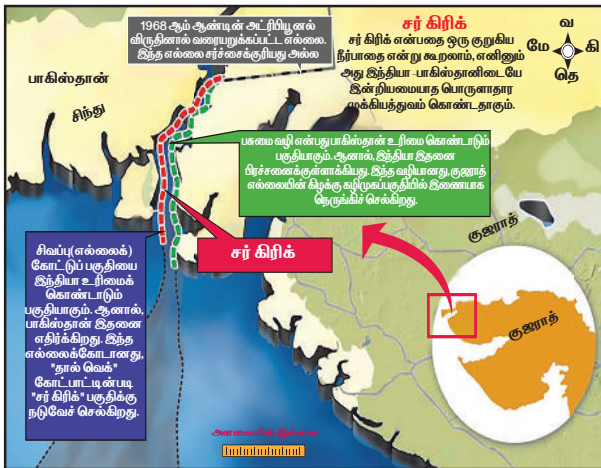 1968 ஆம் ஆண்டின் அட்ரிபியூனல்
விருதினால் வரையறுக்கப்பட்ட எல்லை.
இந்த எல்லை சர்ச்சைக்குரியது அல்ல
சர் கிரிக்
சர் கிரிக் என்பதை ஒரு குறுகிய
நீர்பாதை என்று கூறலாம், எனினும்
அது இந்தியா -பாகிஸ்தானிடையே
இன்றியமையாத பொருளாதார
முக்கியத்துவம் கொண்டதாகும்.
வ
மே
கி
தெ
பாகிஸ்தான்
சிந்து
பசுமை வழி என்பது பாகிஸ்தான் உரிமை கொண்டாடும்
பகுதியாகும். ஆனால், இந்தியா இதனை
பிரச்சனைக்குள்ளாக்கியது. இந்த வழியானது, குஜராத்
எல்லையின் கிழக்கு கழிமுகப்பகுதியில் இணையாக
நெருங்கிச் செல்கிறது.
சர் கிரிக்
சிவப்பு(எல்லைக்)
கோட்டுப் பகுதியை
இந்தியா உரிமைக்
கொண்டாடும்
பகுதியாகும். ஆனால்,
பாகிஸ்தான் இதனை
எதிர்க்கிறது. இந்த
எல்லைக்கோடானது,
"தால் வெக்"
கோட்பாட்டின்படி
"சர் கிரிக்" பகுதிக்கு
நடுவேச் செல்கிறது.
குஜராத்
குஜராத்
அளவையில் இல்லை